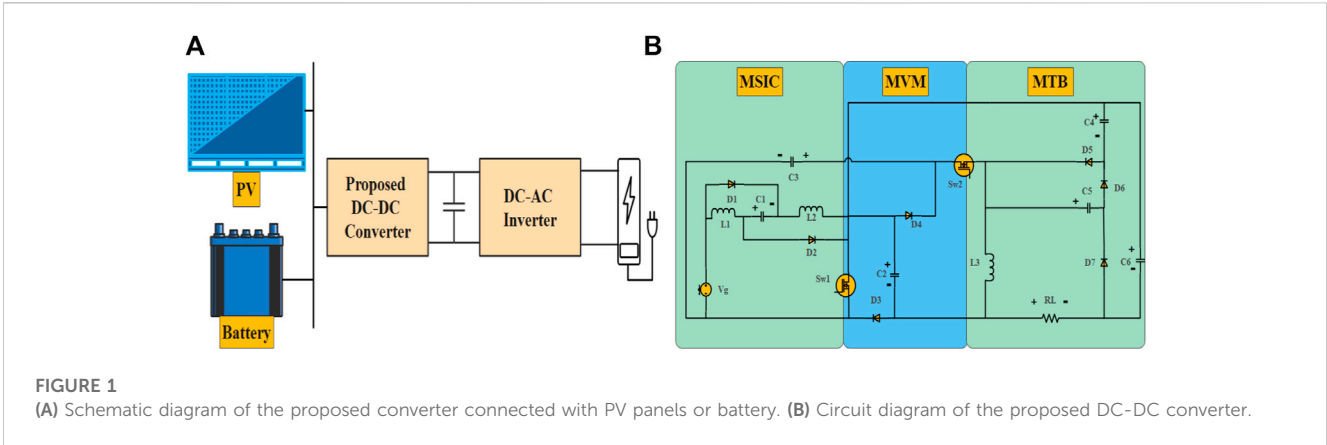 A
B
PV
Battery
Proposed
DC-DC
Converter
DC-AC
Inverter
MSIC
MVM
MTB
C4
+
-
D5
- +
C3
Sw2
D1
C1
+ -
C5
+
D6
L1
L2
D4
D2
Sw1
C2
+
-
L3
D7
C6
+
-
Vg
D3
+ RL -
FIGURE 1
(A) Schematic diagram of the proposed converter connected with PV panels or battery. (B) Circuit diagram of the proposed DC-DC converter.